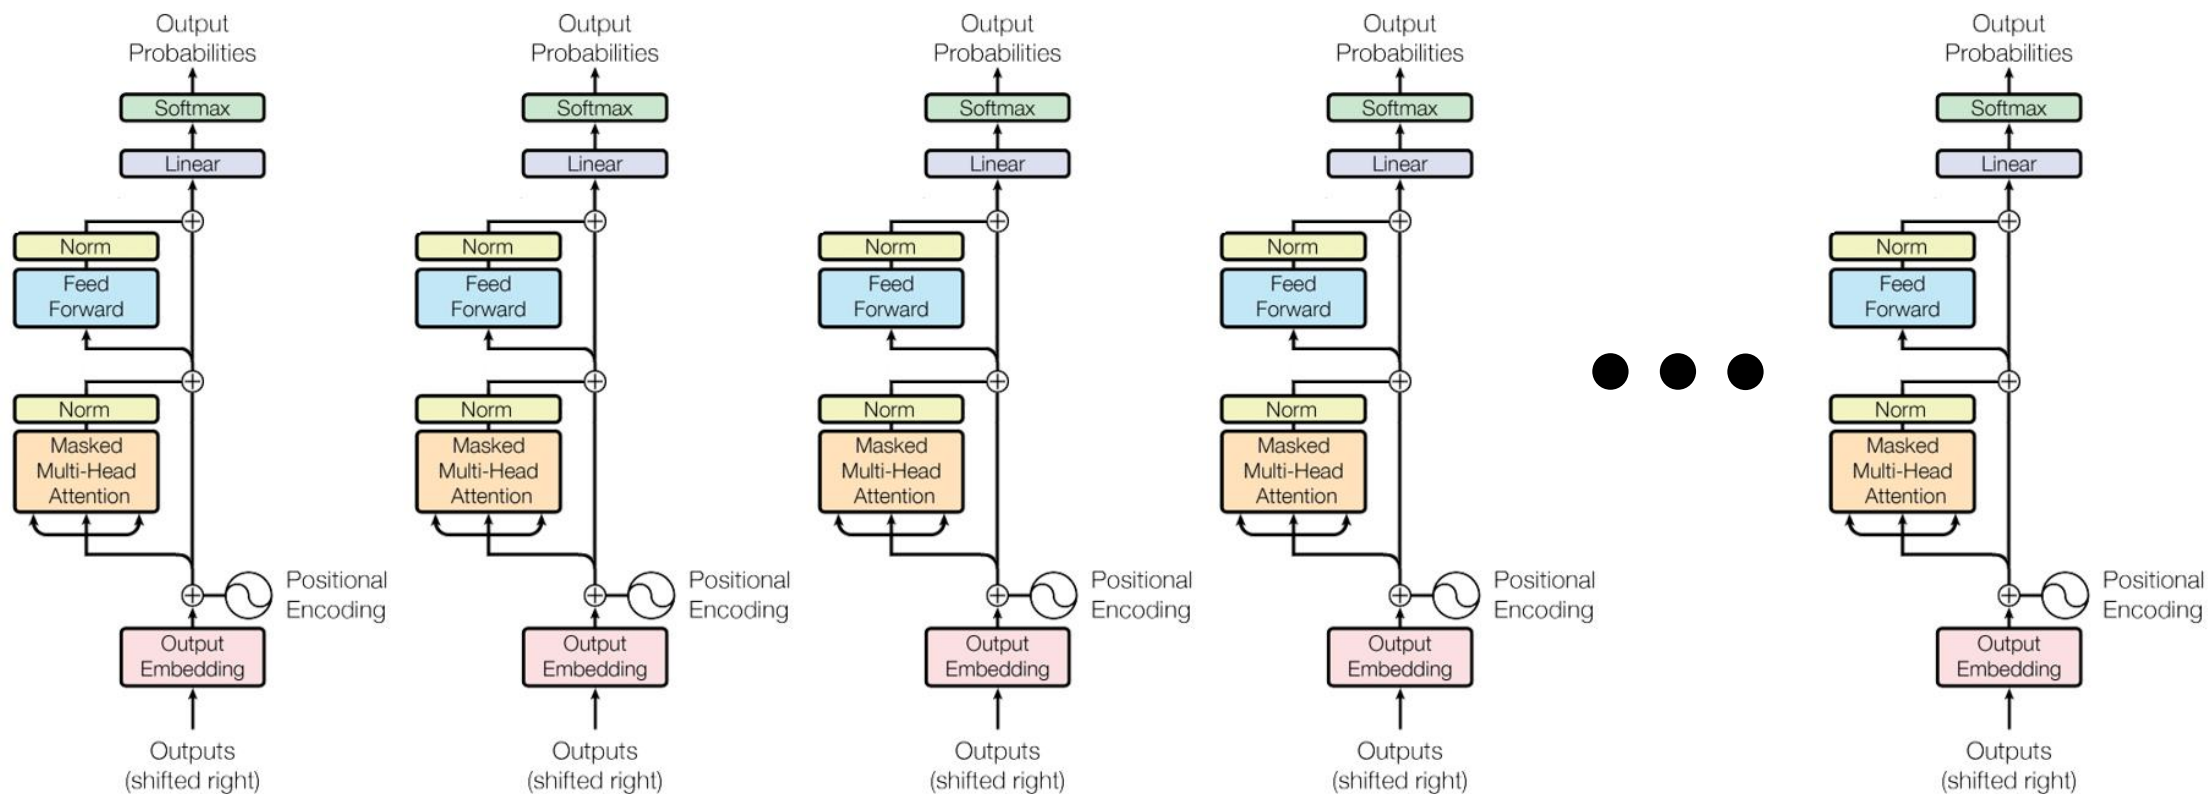 Output
Probabilities
Softmax
Linear
Norm
Feed
Forward
Norm
Masked
Multi-Head
Attention
Positional
Encoding
Output
Embedding
Outputs
(shifted right)
Output
Probabilities
Softmax
Linear
Norm
Feed
Forward
Norm
Masked
Multi-Head
Attention
Positional
Encoding
Output
Embedding
Outputs
(shifted right)
Output
Probabilities
Softmax
Linear
Norm
Feed
Forward
Norm
Masked
Multi-Head
Attention
Positional
Encoding
Output
Embedding
Outputs
(shifted right)
Output
Probabilities
Softmax
Linear
Norm
Feed
Forward
Norm
Masked
Multi-Head
Attention
Positional
Encoding
Output
Embedding
Outputs
(shifted right)
Output
Probabilities
Softmax
Linear
Norm
Feed
Forward
Norm
Masked
Multi-Head
Attention
Positional
Encoding
Output
Embedding
Outputs
(shifted right)